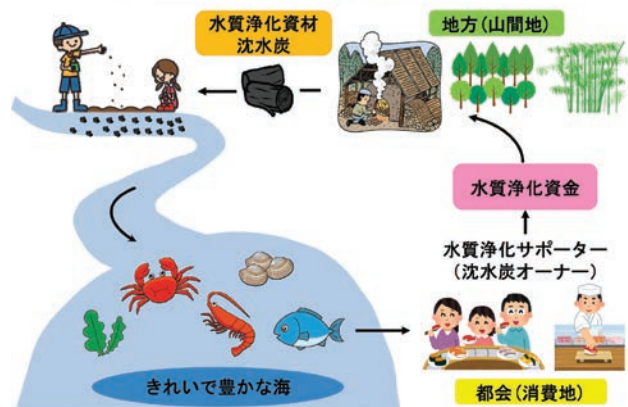 水質浄化資材
沈水炭
地方(山間地)
水質浄化資金
水質浄化サポーター
(沈水炭オーナー)
きれいで豊かな海
都会(消費地)